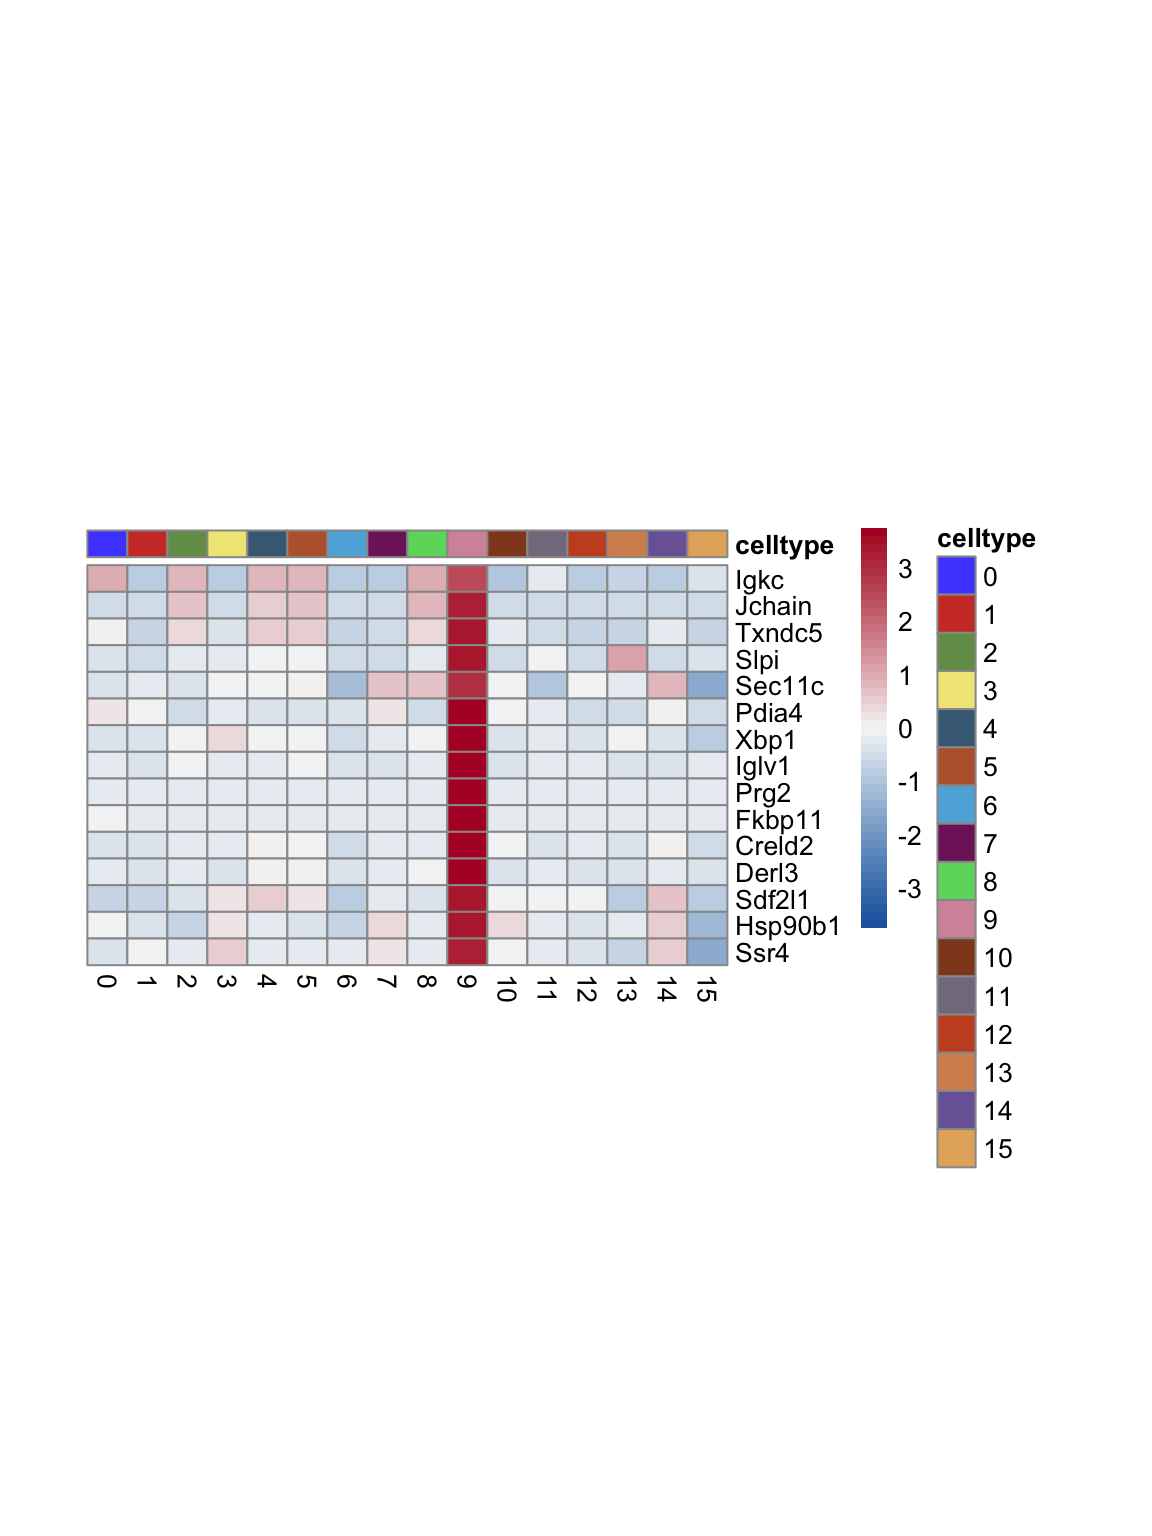 celltype
Igkc
Jchain
Txndc5
Slpi
Sec11c
Pdia4
Xbp1
Iglv1
Prg2
Fkbp11
Creld2
Derl3
Sdf2l1
Hsp90b1
Ssr4
0 1 2 3 4 5 6 7 8 9 10 11 12 13 14 15
3
2
1
0
-1
-2
-3
celltype
0
1
2
3
4
5
6
7
8
9
10
11
12
13
14
15